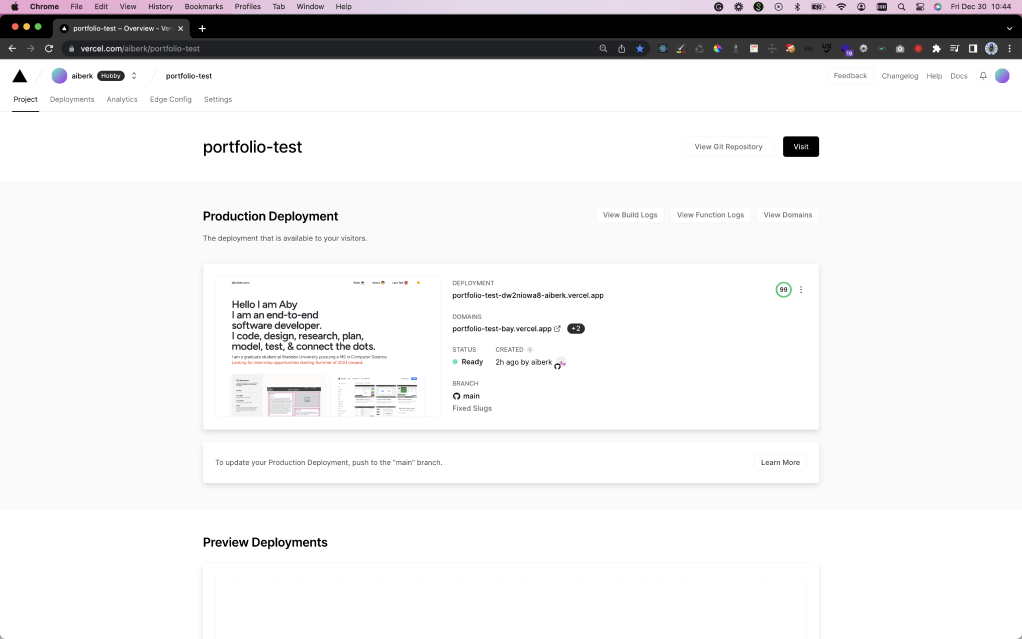 Chrome File Edit View History Bookmarks Profiles Tab Window Help Fri Dec 30 10:44
portfolio-test – Overview - Ver
vercel.com/aiberk/portfolio-test
19
aiberk Hobby portfolio-test Feedback Changelog Help Docs
Project Deployments Analytics Edge Config Settings
portfolio-test View Git Repository Visit
Production Deployment View Build Logs View Function Logs View Domains
The deployment that is available to your visitors.
Hello I am Aby
I am an end-to-end
software developer.
I code, design, research, plan,
model, test, & connect the dots.
I am a graduate student at Brandeis University pursuing a MS in Computer Science.
Looking for internship opportunities starting Summer of 2023 onward.
DEPLOYMENT
portfolio-test-dw2niowa8-aiberk.vercel.app
99
DOMAINS
portfolio-test-bay.vercel.app +2
STATUS CREATED
Ready 2h ago by aiberk
BRANCH
main
Fixed Slugs
To update your Production Deployment, push to the "main" branch. Learn More
Preview Deployments